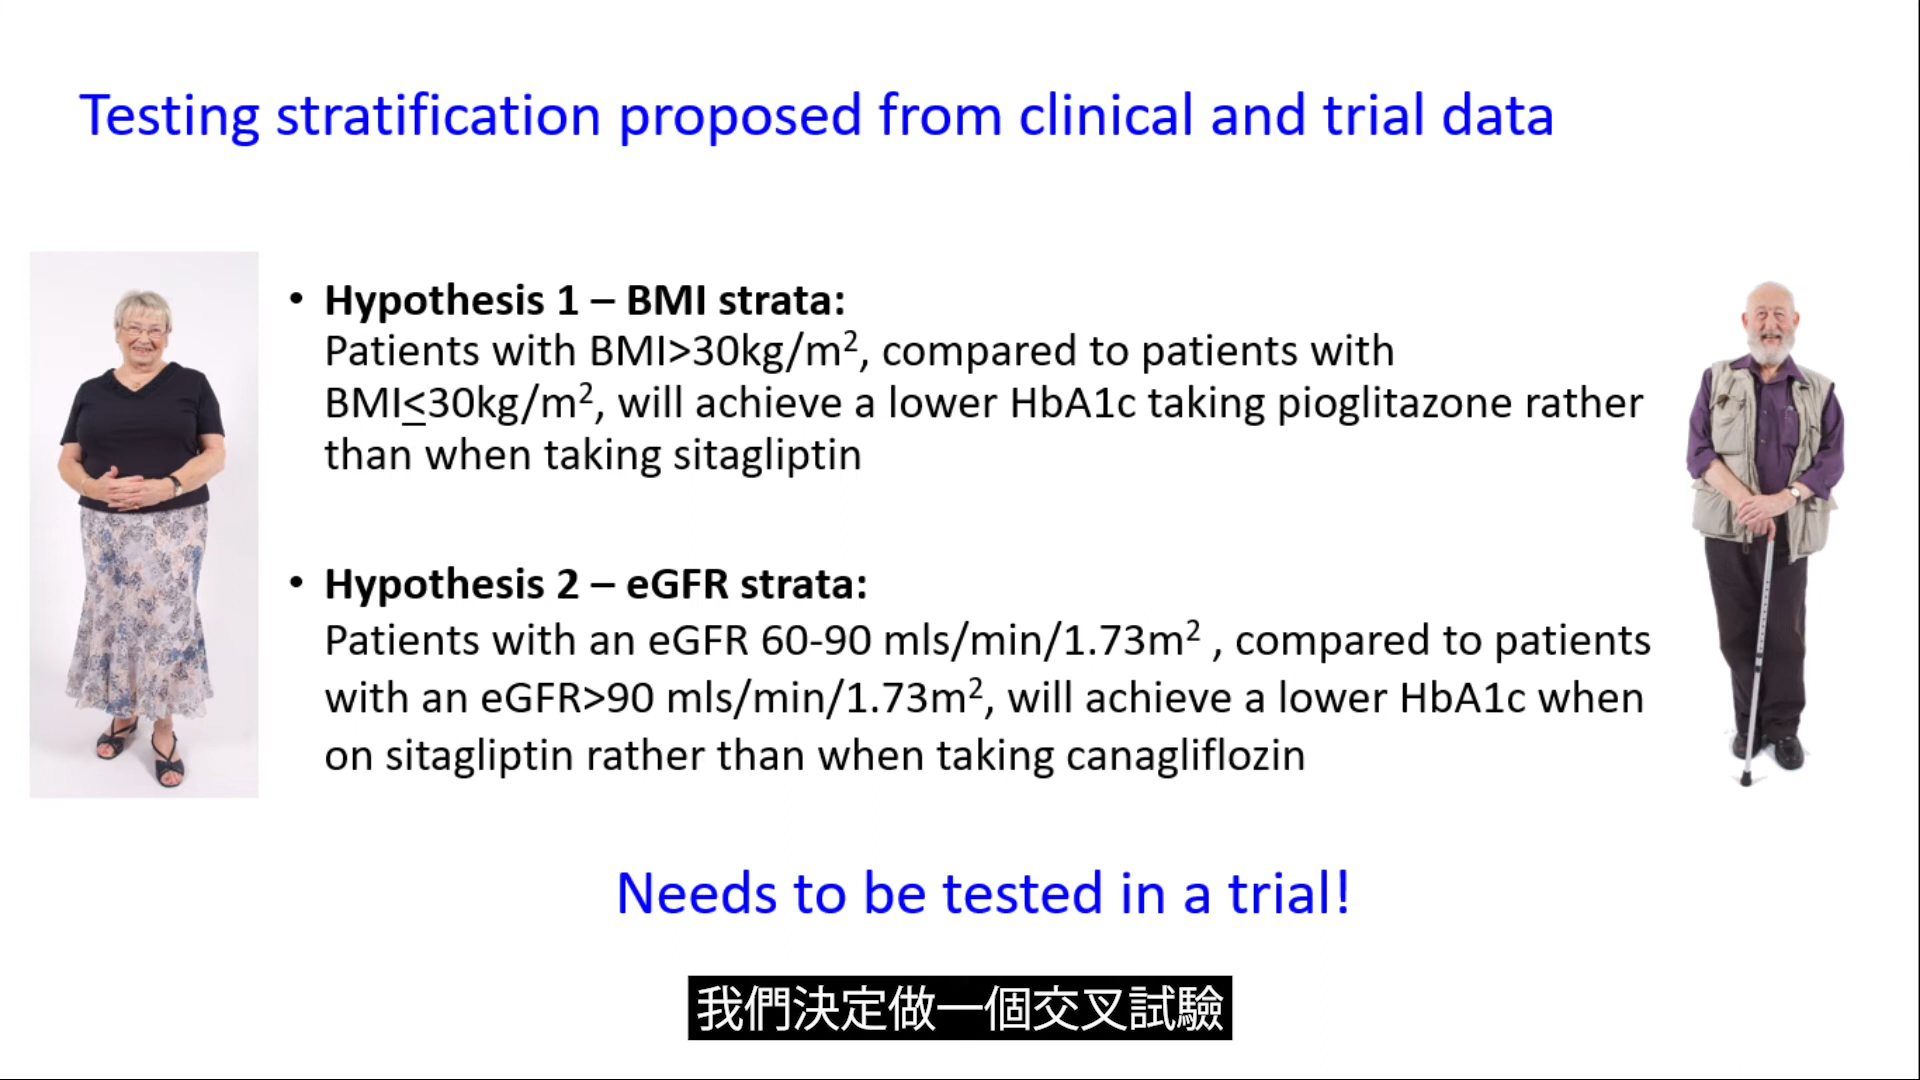 Testing stratification proposed from clinical and trial data
• Hypothesis 1 – BMI strata:
Patients with BMI>30kg/m², compared to patients with
BMI≤30kg/m², will achieve a lower HbA1c taking pioglitazone rather
than when taking sitagliptin
• Hypothesis 2 – eGFR strata:
Patients with an eGFR 60-90 mls/min/1.73m² , compared to patients
with an eGFR>90 mls/min/1.73m², will achieve a lower HbA1c when
on sitagliptin rather than when taking canagliflozin
Needs to be tested in a trial!
我們決定做一個交叉試驗